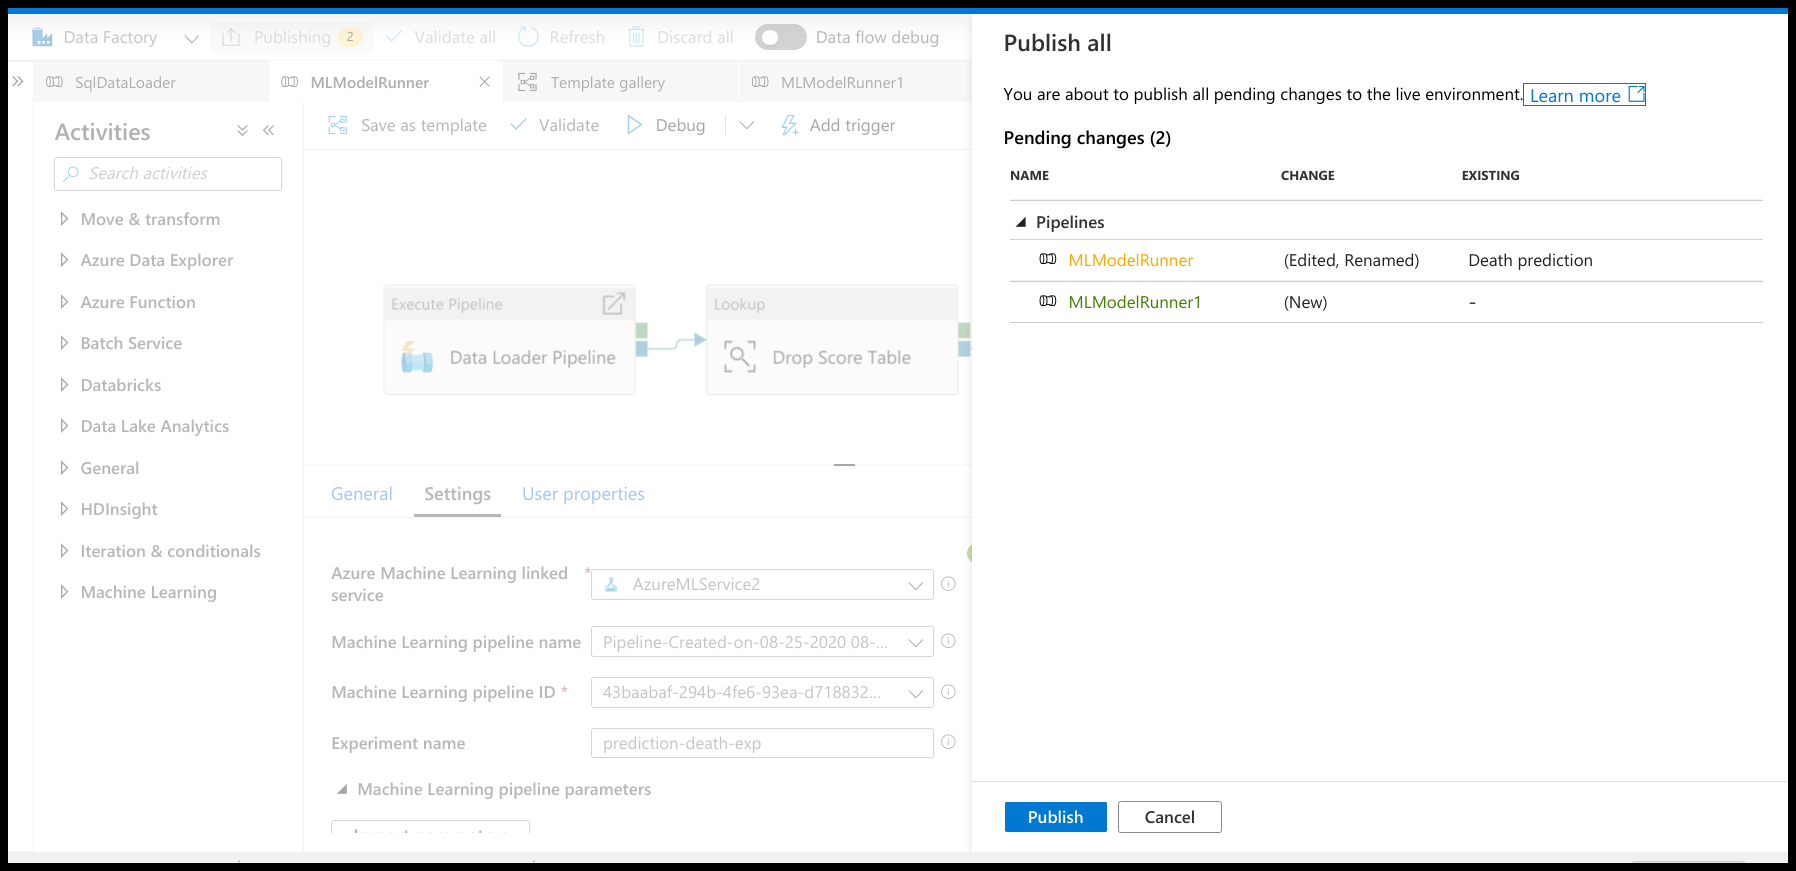 Data Factory Publishing 2 Validate all Refresh Discard all Data flow debug
SqlDataLoader MLModelRunner Template gallery MLModelRunner1
Activities
Search activities
Move & transform
Azure Data Explorer
Azure Function
Batch Service
Databricks
Data Lake Analytics
General
HDInsight
Iteration & conditionals
Machine Learning
Save as template Validate Debug Add trigger
Execute Pipeline
Data Loader Pipeline
Lookup
Drop Score Table
General Settings User properties
Azure Machine Learning linked service * AzureMLService2
Machine Learning pipeline name Pipeline-Created-on-08-25-2020 08-...
Machine Learning pipeline ID * 43baabaf-294b-4fe6-93ea-d718832...
Experiment name prediction-death-exp
Machine Learning pipeline parameters
Import parameters
Publish all
You are about to publish all pending changes to the live environment. Learn more
Pending changes (2)
NAME CHANGE EXISTING
Pipelines
MLModelRunner (Edited, Renamed) Death prediction
MLModelRunner1 (New) -
Publish Cancel